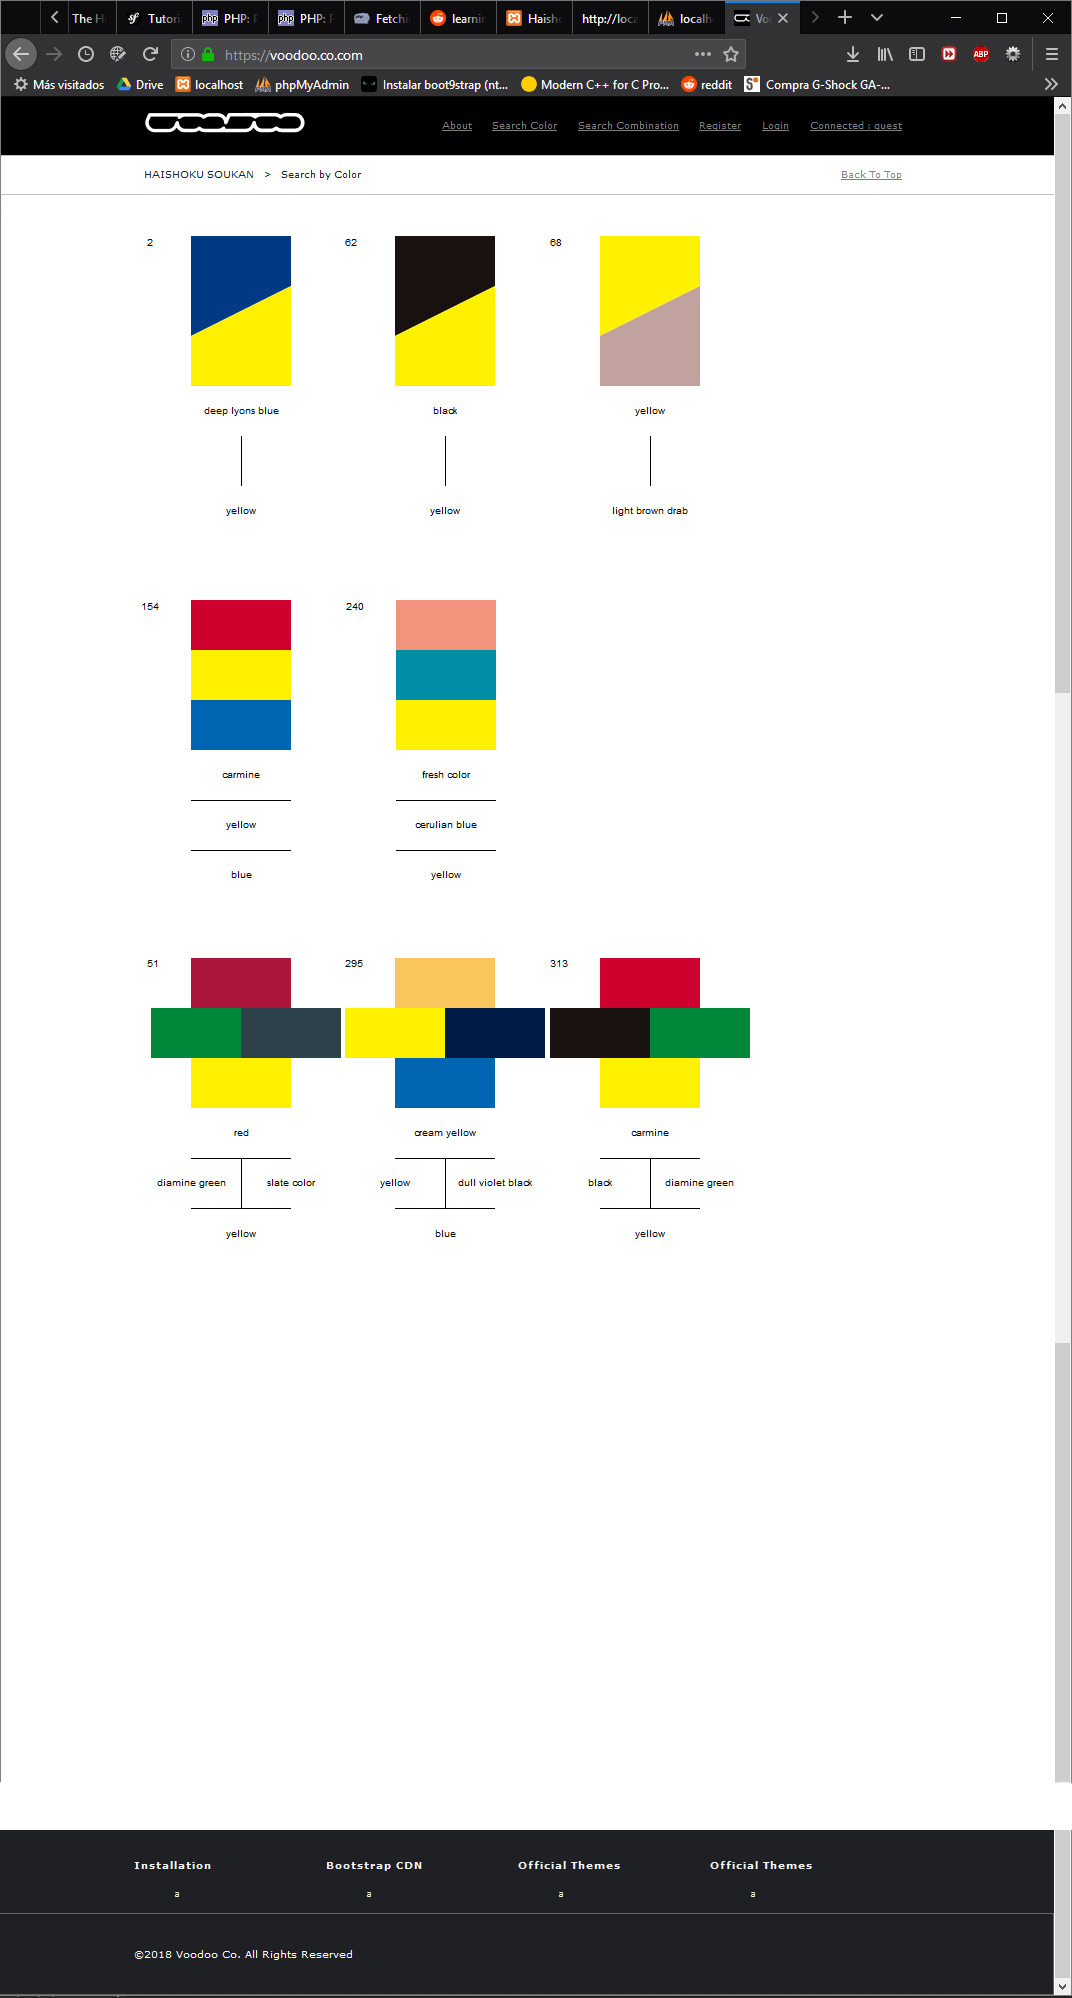 The Hi
Tutori
PHP: F
PHP: F
Fetchi
learnin
Haish
http://loca
localh
Vo
https://voodoo.co.com
ABP
Más visitados Drive localhost phpMyAdmin Instalar boot9strap (nt... Modern C++ for C Pro... reddit Compra G-Shock GA-...
VOODOO
About Search Color Search Combination Register Login Connected : guest
HAISHOKU SOUKAN > Search by Color Back To Top
2 62 68
deep lyons blue black yellow
yellow yellow light brown drab
154 240
carmine fresh color
yellow cerulian blue
blue yellow
51 295 313
red cream yellow carmine
diamine green slate color yellow dull violet black black diamine green
yellow blue yellow
Installation Bootstrap CDN Official Themes Official Themes
a a a a
©2018 Voodoo Co. All Rights Reserved